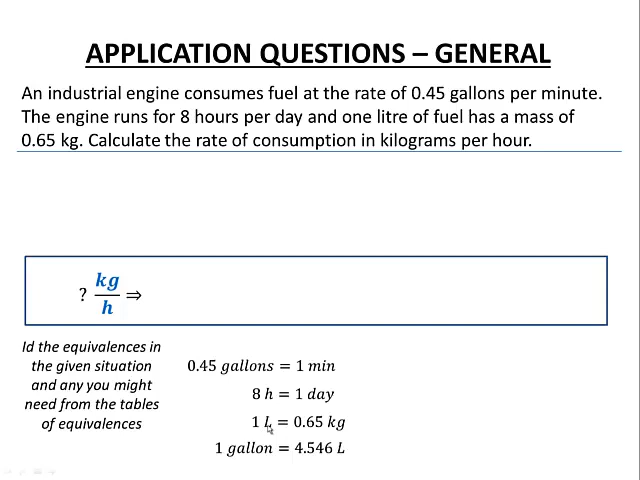 APPLICATION QUESTIONS – GENERAL
An industrial engine consumes fuel at the rate of 0.45 gallons per minute.
The engine runs for 8 hours per day and one litre of fuel has a mass of
0.65 kg. Calculate the rate of consumption in kilograms per hour.
? kg/h ⇒
Id the equivalences in
the given situation
and any you might
need from the tables
of equivalences
0.45 gallons = 1 min
8 h = 1 day
1 L = 0.65 kg
1 gallon = 4.546 L